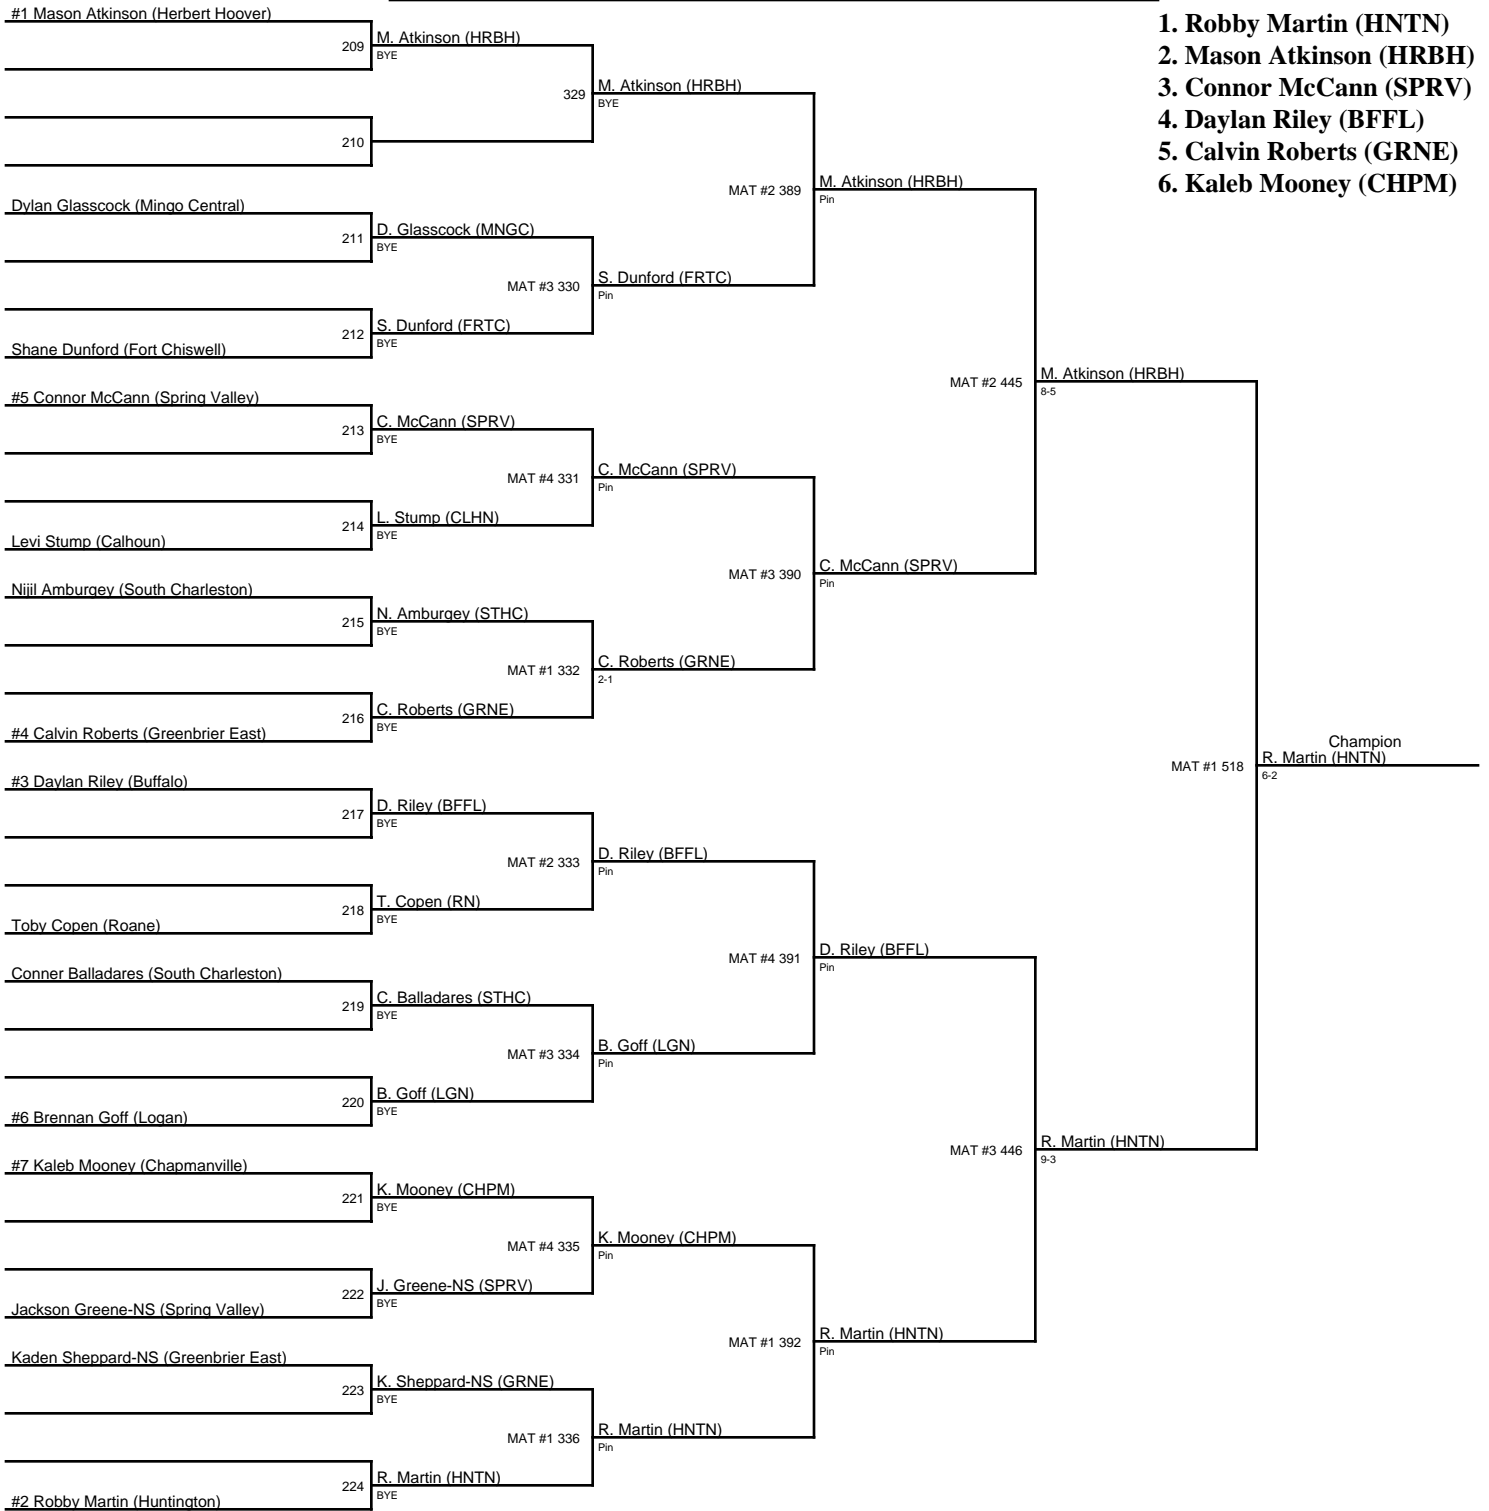 #1 Mason Atkinson (Herbert Hoover)
1. Robby Martin (HNTN)
2. Mason Atkinson (HRBH)
3. Connor McCann (SPRV)
4. Daylan Riley (BFFL)
5. Calvin Roberts (GRNE)
6. Kaleb Mooney (CHPM)
209
M. Atkinson (HRBH)
BYE
329
M. Atkinson (HRBH)
BYE
210
MAT #2 389
M. Atkinson (HRBH)
Pin
Dylan Glasscock (Mingo Central)
211
D. Glasscock (MNGC)
BYE
MAT #3 330
S. Dunford (FRTC)
Pin
212
S. Dunford (FRTC)
BYE
Shane Dunford (Fort Chiswell)
MAT #2 445
M. Atkinson (HRBH)
8-5
#5 Connor McCann (Spring Valley)
213
C. McCann (SPRV)
BYE
MAT #4 331
C. McCann (SPRV)
Pin
214
L. Stump (CLHN)
BYE
Levi Stump (Calhoun)
MAT #3 390
C. McCann (SPRV)
Pin
Nijil Amburgey (South Charleston)
215
N. Amburgey (STHC)
BYE
MAT #1 332
C. Roberts (GRNE)
2-1
216
C. Roberts (GRNE)
BYE
#4 Calvin Roberts (Greenbrier East)
Champion
MAT #1 518
R. Martin (HNTN)
6-2
#3 Daylan Riley (Buffalo)
217
D. Riley (BFFL)
BYE
MAT #2 333
D. Riley (BFFL)
Pin
218
T. Copen (RN)
BYE
Toby Copen (Roane)
MAT #4 391
D. Riley (BFFL)
Pin
Conner Balladares (South Charleston)
219
C. Balladares (STHC)
BYE
MAT #3 334
B. Goff (LGN)
Pin
220
B. Goff (LGN)
BYE
#6 Brennan Goff (Logan)
MAT #3 446
R. Martin (HNTN)
9-3
#7 Kaleb Mooney (Chapmanville)
221
K. Mooney (CHPM)
BYE
MAT #4 335
K. Mooney (CHPM)
Pin
222
J. Greene-NS (SPRV)
BYE
Jackson Greene-NS (Spring Valley)
MAT #1 392
R. Martin (HNTN)
Pin
Kaden Sheppard-NS (Greenbrier East)
223
K. Sheppard-NS (GRNE)
BYE
MAT #1 336
R. Martin (HNTN)
Pin
224
R. Martin (HNTN)
BYE
#2 Robby Martin (Huntington)